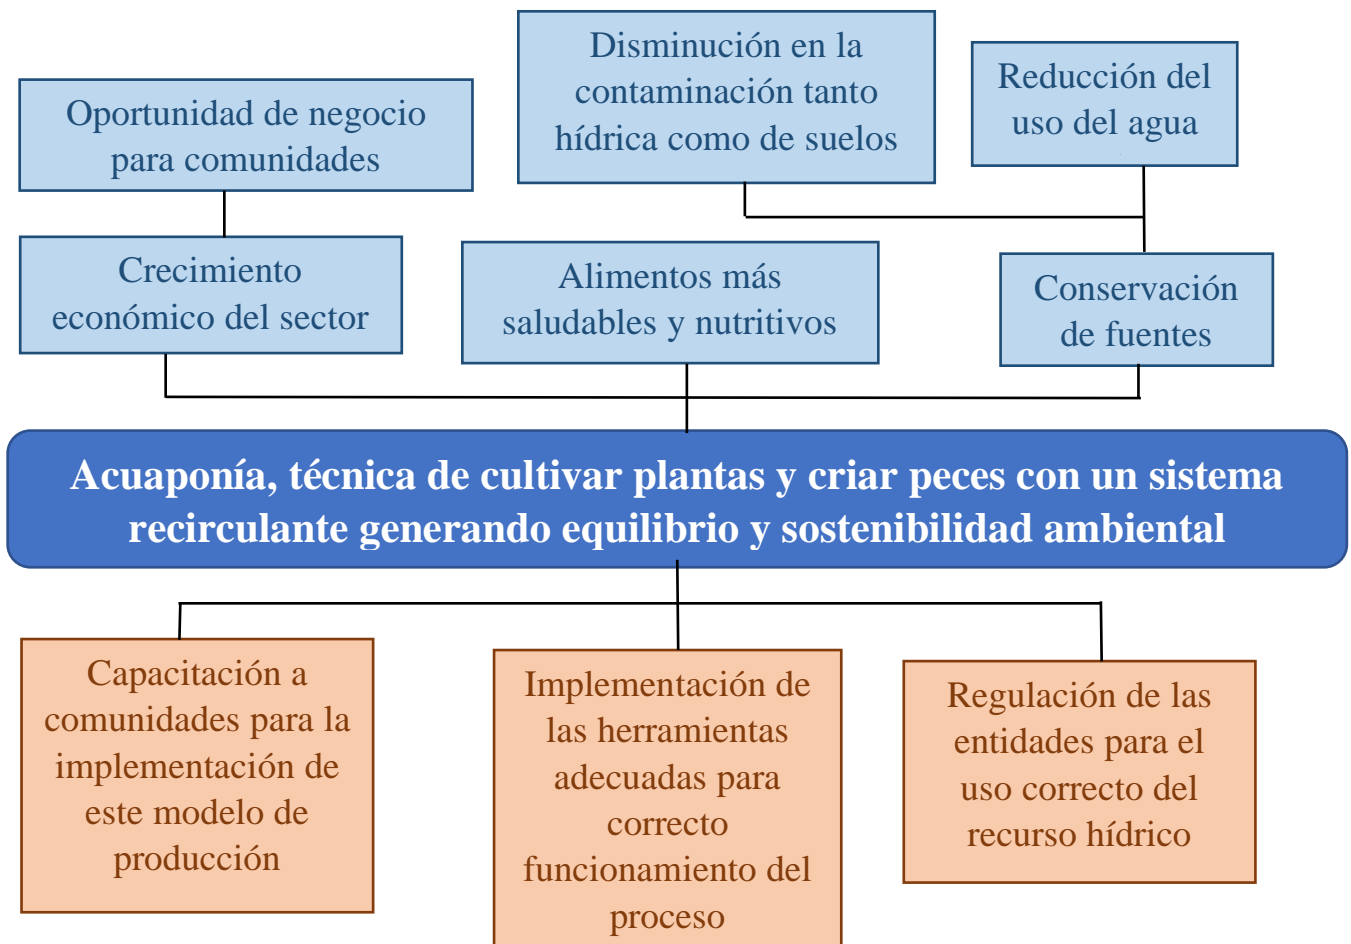 Oportunidad de negocio
para comunidades
Disminución en la
contaminación tanto
hídrica como de suelos
Reducción del
uso del agua
Crecimiento
económico del sector
Alimentos más
saludables y nutritivos
Conservación
de fuentes
Acuaponía, técnica de cultivar plantas y criar peces con un sistema
recirculante generando equilibrio y sostenibilidad ambiental
Capacitación a
comunidades para la
implementación de
este modelo de
producción
Implementación de
las herramientas
adecuadas para
correcto
funcionamiento del
proceso
Regulación de las
entidades para el
uso correcto del
recurso hídrico